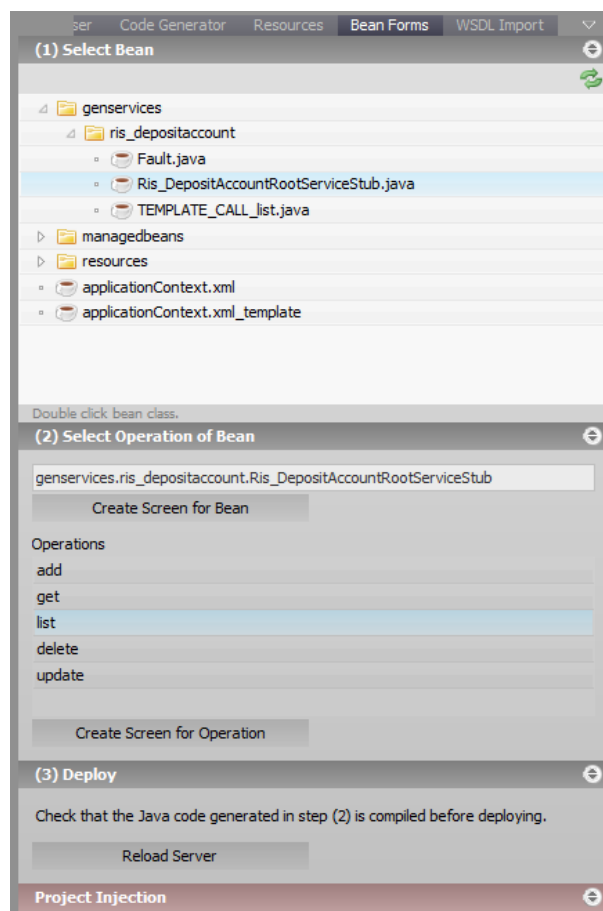 ser Code Generator Resources Bean Forms WSDL Import
(1) Select Bean
genservices
ris_depositaccount
Fault.java
Ris_DepositAccountRootServiceStub.java
TEMPLATE_CALL_list.java
managedbeans
resources
applicationContext.xml
applicationContext.xml_template
Double click bean class.
(2) Select Operation of Bean
genservices.ris_depositaccount.Ris_DepositAccountRootServiceStub
Create Screen for Bean
Operations
add
get
list
delete
update
Create Screen for Operation
(3) Deploy
Check that the Java code generated in step (2) is compiled before deploying.
Reload Server
Project Injection